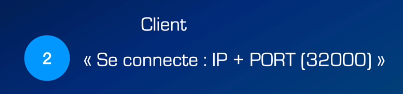 Client
2
« Se connecte : IP + PORT (32000) »